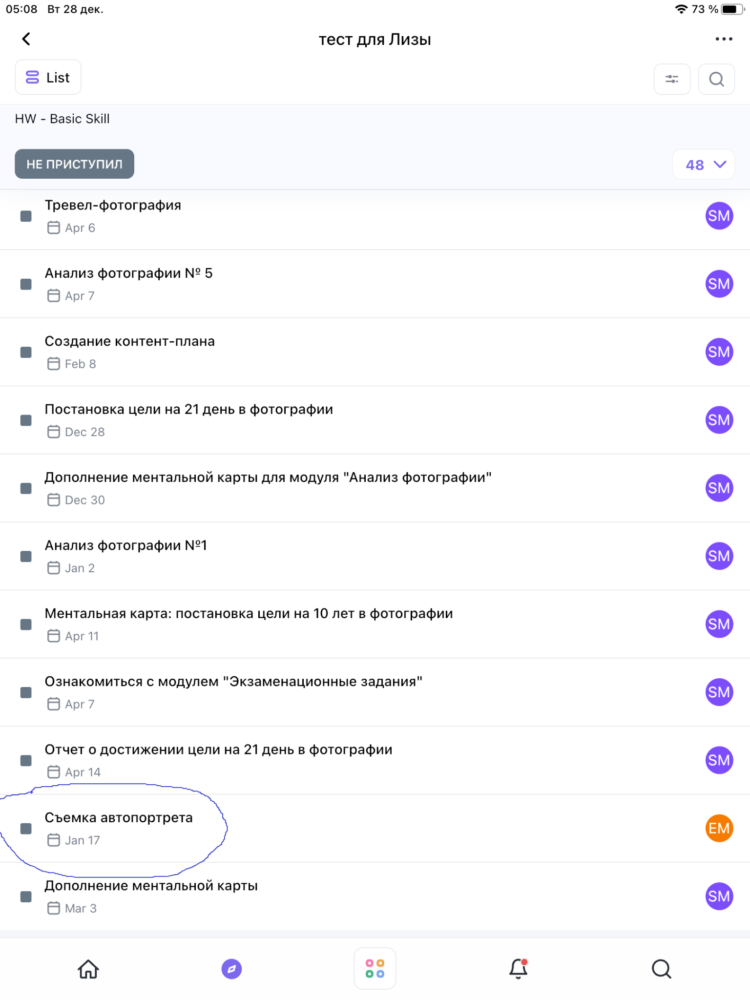 05:08 Вт 28 дек. 73 %
тест для Лизы
List
HW - Basic Skill
НЕ ПРИСТУПИЛ 48
Тревел-фотография
Apr 6 SM
Анализ фотографии № 5
Apr 7 SM
Создание контент-плана
Feb 8 SM
Постановка цели на 21 день в фотографии
Dec 28 SM
Дополнение ментальной карты для модуля "Анализ фотографии"
Dec 30 SM
Анализ фотографии №1
Jan 2 SM
Ментальная карта: постановка цели на 10 лет в фотографии
Apr 11 SM
Ознакомиться с модулем "Экзаменационные задания"
Apr 7 SM
Отчет о достижении цели на 21 день в фотографии
Apr 14 SM
Съемка автопортрета
Jan 17 EM
Дополнение ментальной карты
Mar 3 SM